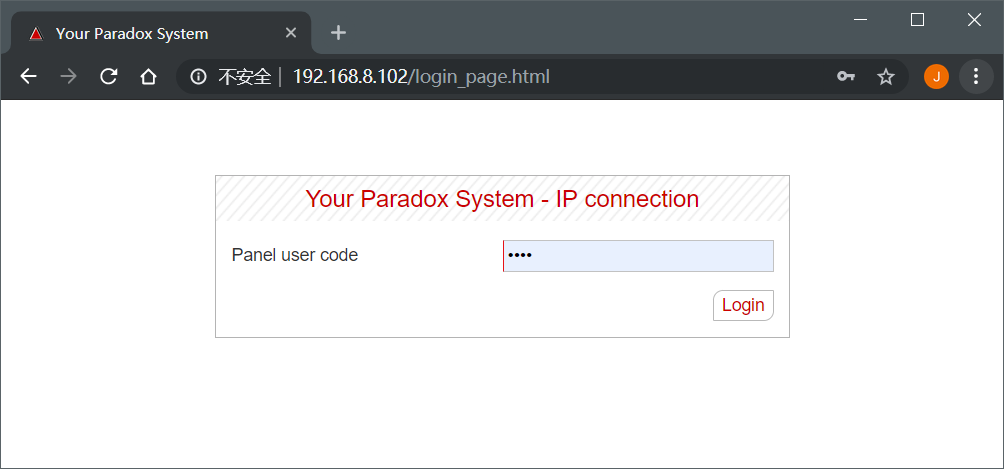 Your Paradox System
不安全 | 192.168.8.102/login_page.html
J
Your Paradox System - IP connection
Panel user code ••••
Login